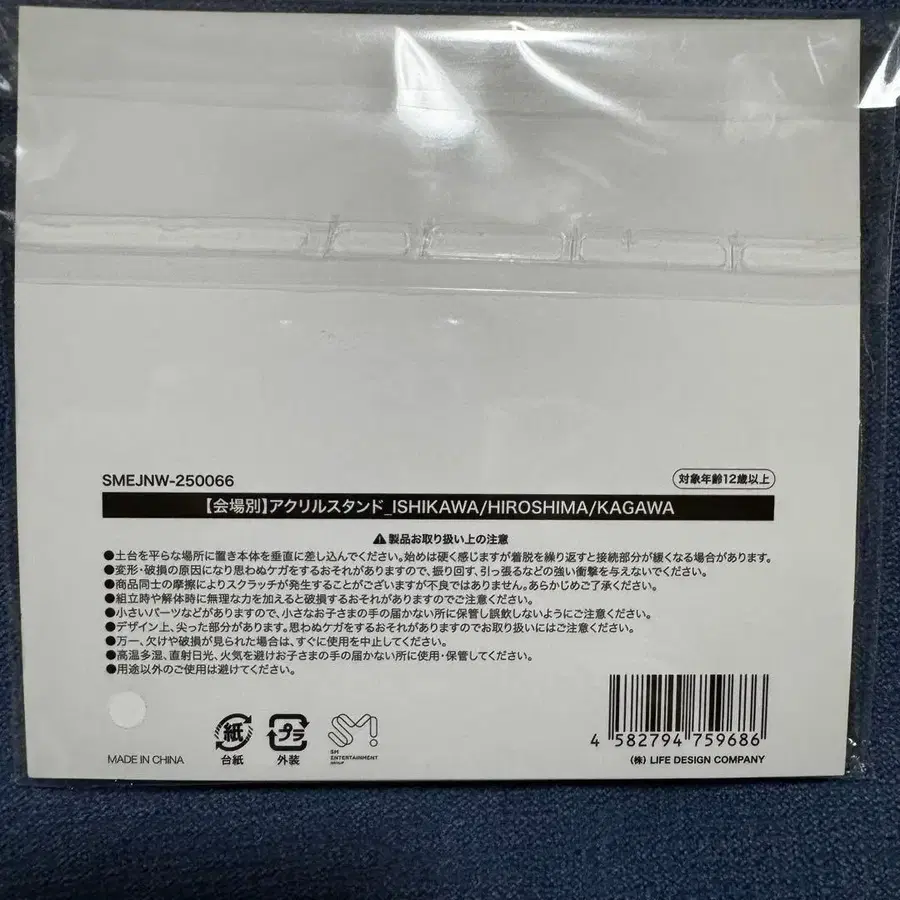 SMEJNW-250066
対象年齢12歳以上
【会場別】アクリルスタンド_ISHIKAWA/HIROSHIMA/KAGAWA
⚠製品お取り扱い上の注意
●土台を平らな場所に置き本体を垂直に差し込んでください。始めは硬く感じますが着脱を繰り返すと接続部分が緩くなる場合があります。
●変形・破損の原因になり思わぬケガをするおそれがありますので、振り回す、引っ張るなどの強い衝撃を与えないでください。
●商品同士の摩擦によりスクラッチが発生することがございますが不良ではありません。あらかじめご了承ください。
●組立時や解体時に無理な力を加えると破損するおそれがありますのでご注意ください。
●小さいパーツなどがありますので、小さなお子さまの手の届かない所に保管し誤飲しないようにご注意ください。
●デザイン上、尖った部分があります。思わぬケガをするおそれがありますのでお取り扱いにはご注意ください。
●万一、欠けや破損が見られた場合は、すぐに使用を中止してください。
●高温多湿、直射日光、火気を避けお子さまの手の届かない所に使用・保管してください。
●用途以外のご使用は避けてください。
MADE IN CHINA
紙
台紙
プラ
外装
SM
SM
ENTERTAINMENT
GROUP
4 582794 759686
(株) LIFE DESIGN COMPANY